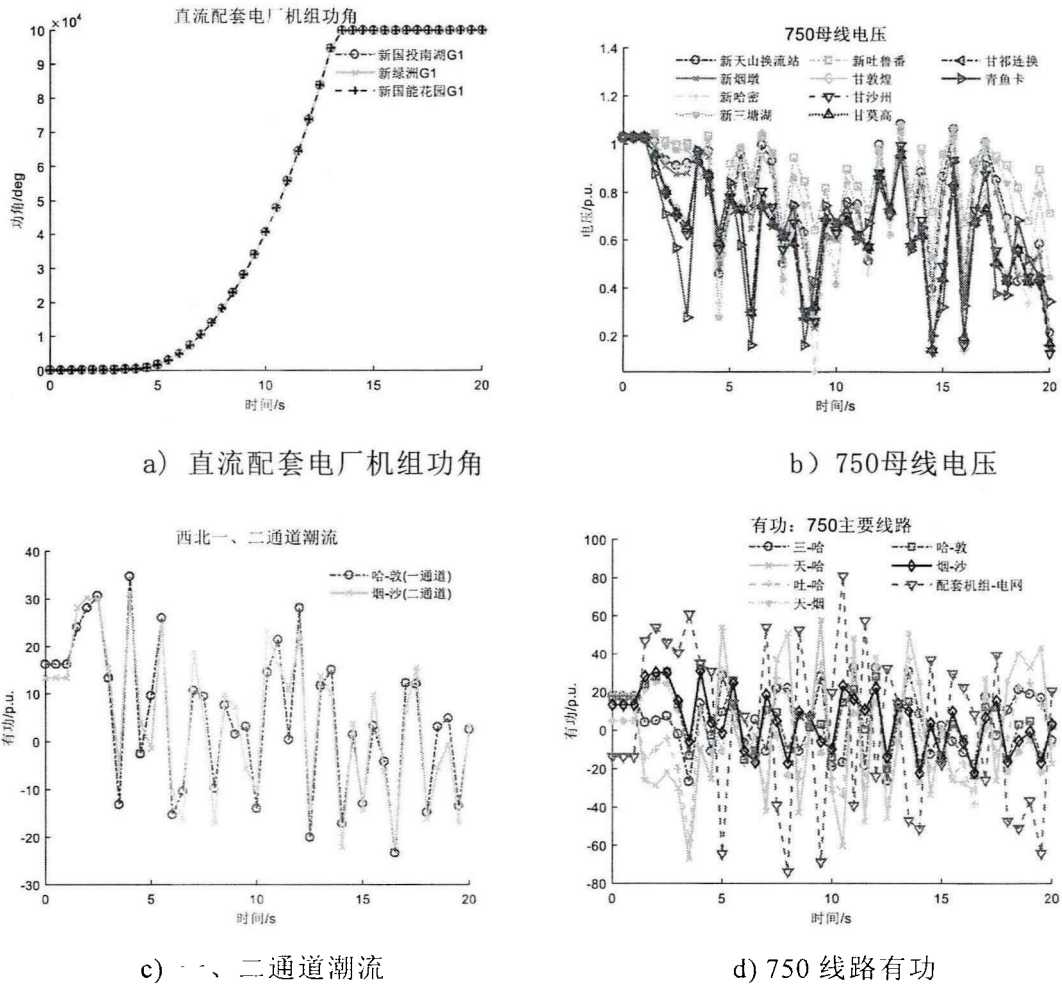 直流配套电厂机组功角
×10⁴
10
9
8
7
6
5
4
3
2
1
0
功角/deg
新国投南湖G1
新绿洲G1
新国能花园G1
0 5 10 15 20
时间/s
a) 直流配套电厂机组功角
750母线电压
1.4
1.2
1
0.8
0.6
0.4
0.2
电压/p.u.
新天山换流站 新吐鲁番 甘祁连换
新烟墩 甘敦煌 青鱼卡
新哈密 甘沙州
新三塘湖 甘莫高
0 5 10 15 20
时间/s
b) 750母线电压
西北一、二通道潮流
40
30
20
10
0
-10
-20
-30
有功/p.u.
哈-敦(一通道)
烟-沙(二通道)
0 5 10 15 20
时间/s
c) 一、二通道潮流
有功：750主要线路
100
80
60
40
20
0
-20
-40
-60
-80
有功/p.u.
三-哈 哈-敦
天-哈 烟-沙
吐-哈 配套机组-电网
天-烟
0 5 10 15 20
时间/s
d) 750 线路有功